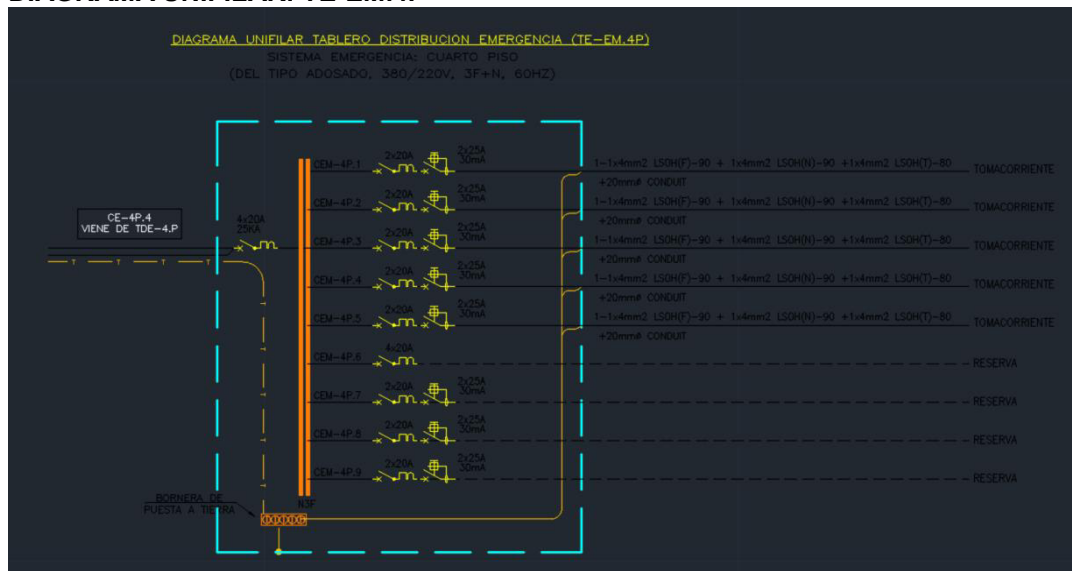 DIAGRAMA UNIFILAR TABLERO DISTRIBUCION EMERGENCIA (TE-EM.4P)
SISTEMA EMERGENCIA: CUARTO PISO
(DEL TIPO ADOSADO, 380/220V, 3F+N, 60HZ)
CE-4P.4
VIENE DE TDE-4.P
4x20A
25KA
CEM-4P.1
2x20A
2x25A
30mA
1-1x4mm2 LSOH(F)-90 + 1x4mm2 LSOH(N)-90 +1x4mm2 LSOH(T)-80
+20mmø CONDUIT
TOMACORRIENTE
CEM-4P.2
2x20A
2x25A
30mA
1-1x4mm2 LSOH(F)-90 + 1x4mm2 LSOH(N)-90 +1x4mm2 LSOH(T)-80
+20mmø CONDUIT
TOMACORRIENTE
CEM-4P.3
2x20A
2x25A
30mA
1-1x4mm2 LSOH(F)-90 + 1x4mm2 LSOH(N)-90 +1x4mm2 LSOH(T)-80
+20mmø CONDUIT
TOMACORRIENTE
CEM-4P.4
2x20A
2x25A
30mA
1-1x4mm2 LSOH(F)-90 + 1x4mm2 LSOH(N)-90 +1x4mm2 LSOH(T)-80
+20mmø CONDUIT
TOMACORRIENTE
CEM-4P.5
2x20A
2x25A
30mA
1-1x4mm2 LSOH(F)-90 + 1x4mm2 LSOH(N)-90 +1x4mm2 LSOH(T)-80
+20mmø CONDUIT
TOMACORRIENTE
CEM-4P.6
4x20A
RESERVA
CEM-4P.7
2x20A
2x25A
30mA
RESERVA
CEM-4P.8
2x20A
2x25A
30mA
RESERVA
CEM-4P.9
2x20A
2x25A
30mA
RESERVA
T T T T
BORNERA DE
PUESTA A TIERRA
N3F